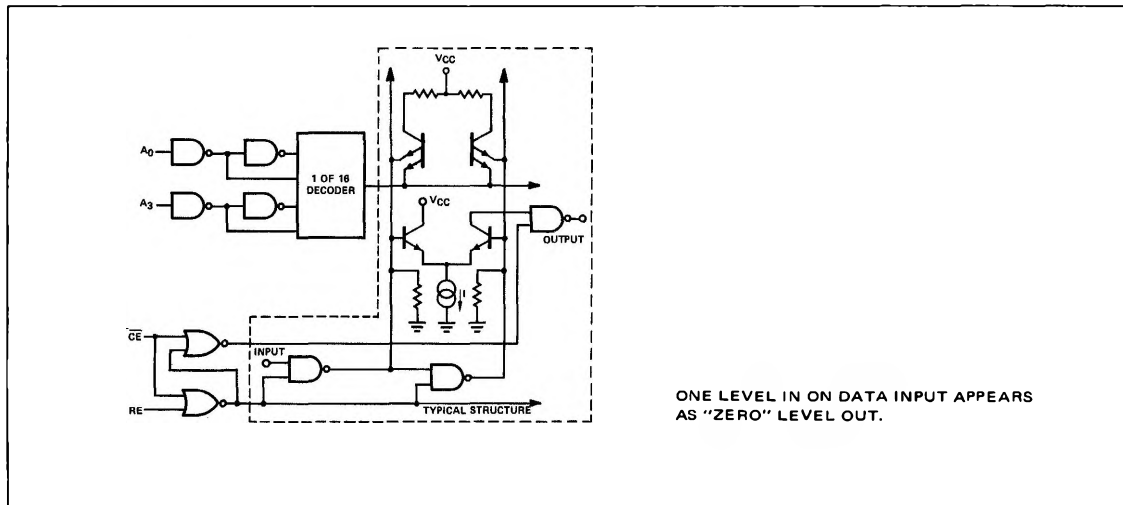 VCC
A0
1 OF 16
DECODER
A3
VCC
OUTPUT
I
CE
INPUT
RE
TYPICAL STRUCTURE
ONE LEVEL IN ON DATA INPUT APPEARS
AS "ZERO" LEVEL OUT.